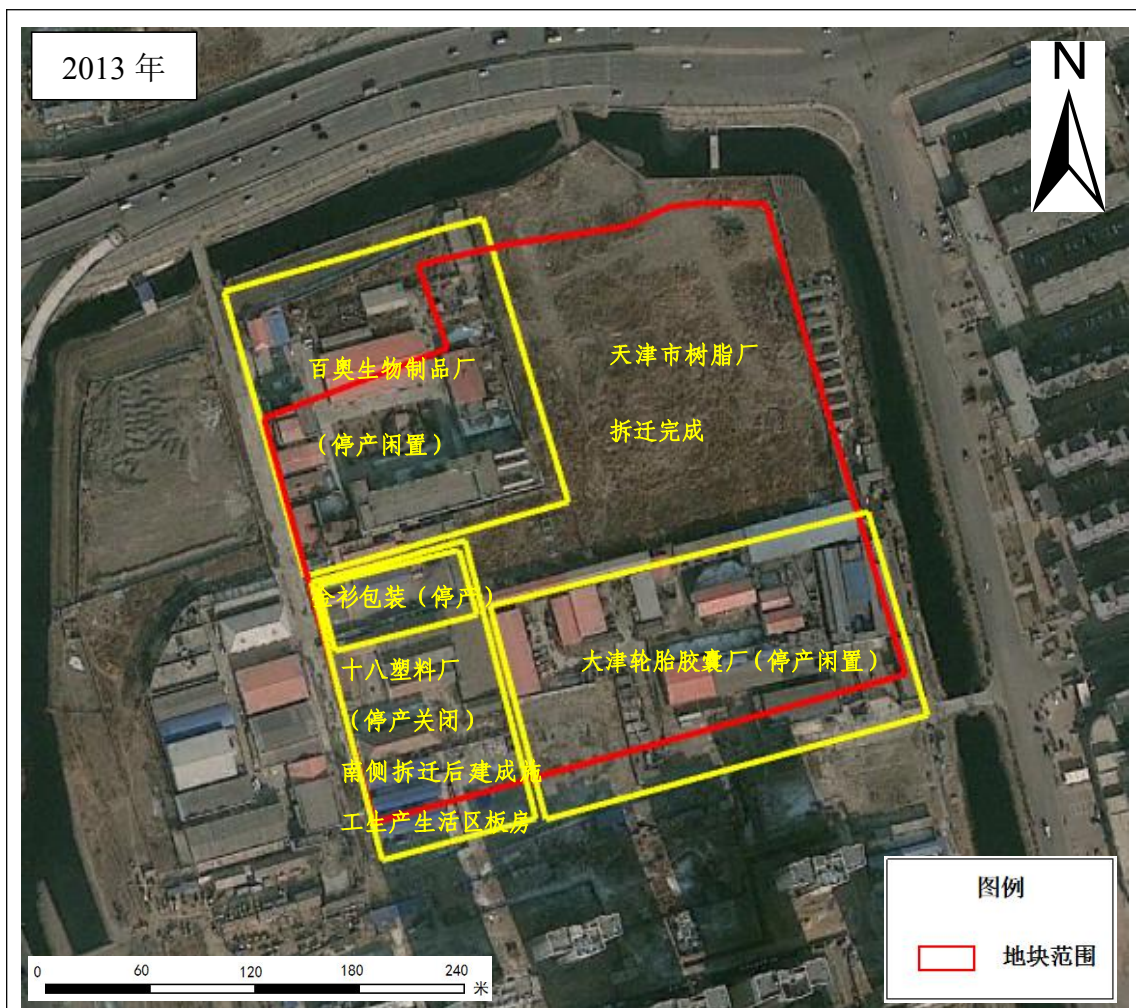 2013 年
N
百奥生物制品厂
（停产闲置）
天津市树脂厂
拆迁完成
金衫包装（停产）
十八塑料厂
（停产关闭）
南侧拆迁后建成施
工生产生活区板房
大津轮胎胶囊厂（停产闲置）
图例
地块范围
0 60 120 180 240
米